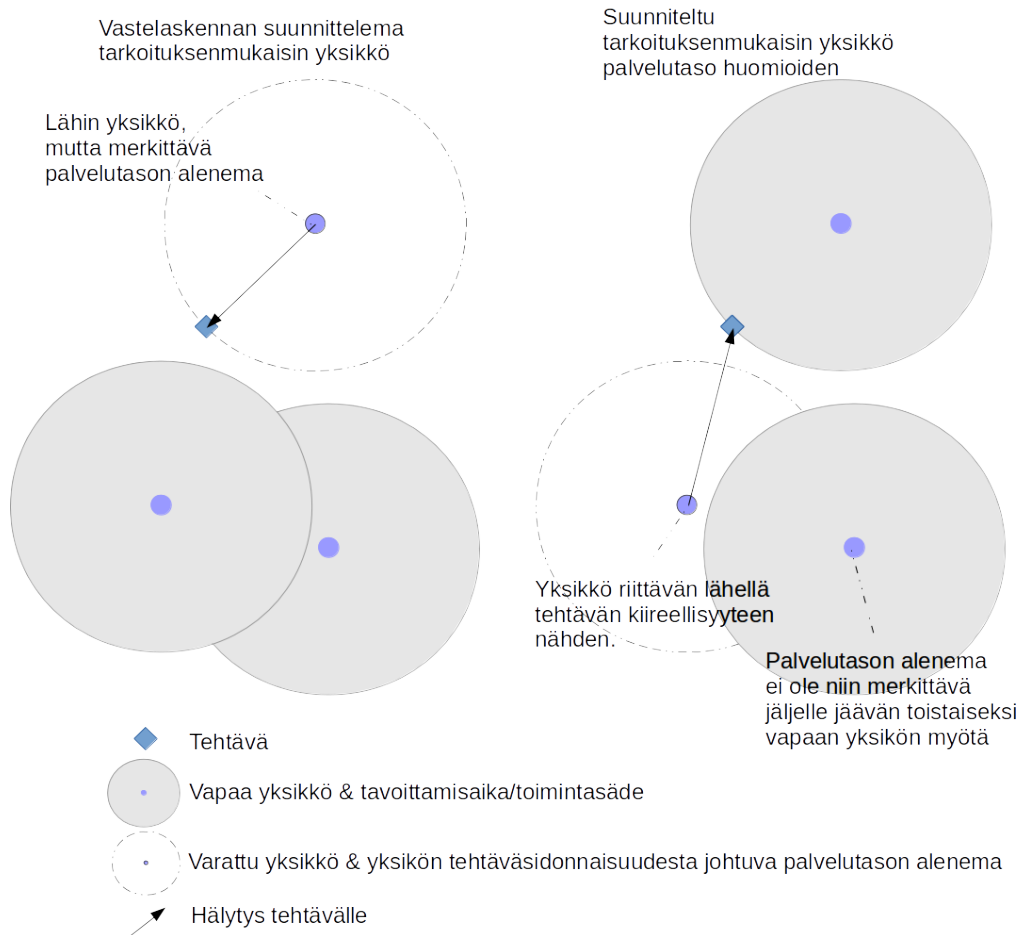 Vastelaskennan suunnittelema
tarkoituksenmukaisin yksikkö
Lähin yksikkö,
mutta merkittävä
palvelutason alenema
Suunniteltu
tarkoituksenmukaisin yksikkö
palvelutaso huomioiden
Yksikkö riittävän lähellä
tehtävän kiireellisyyteen
nähden.
Palvelutason alenema
ei ole niin merkittävä
jäljelle jäävän toistaiseksi
vapaan yksikön myötä
Tehtävä
Vapaa yksikkö & tavoittamisaika/toimintasäde
Varattu yksikkö & yksikön tehtäväsidonnaisuudesta johtuva palvelutason alenema
Hälytys tehtävälle